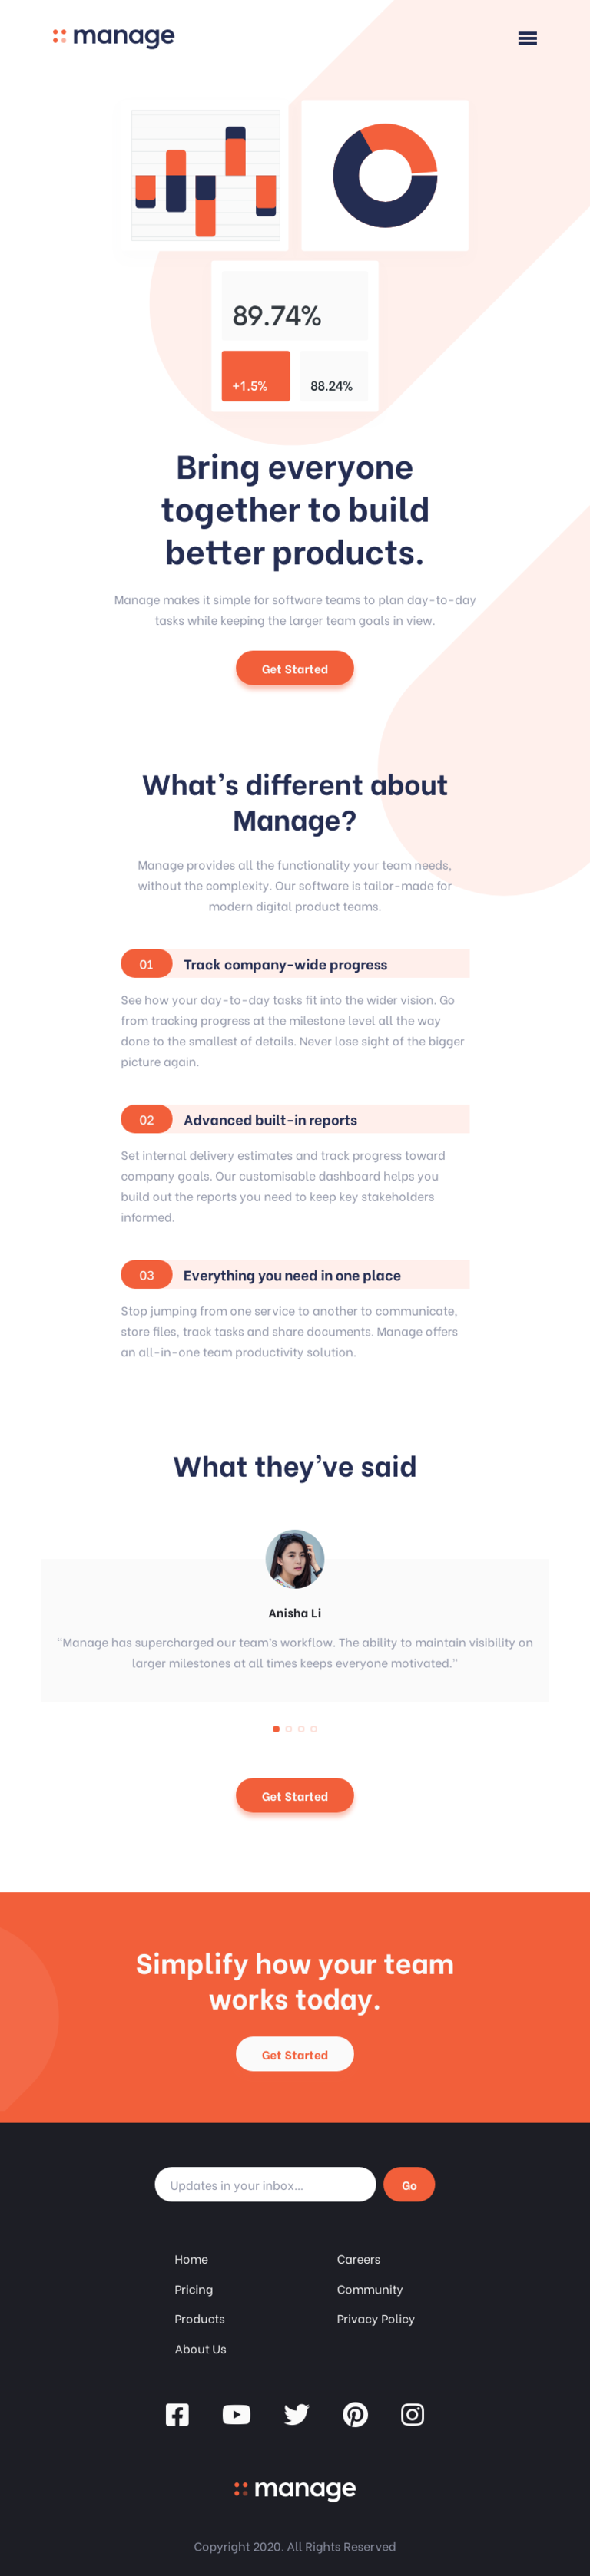 manage
89.74%
+1.5%
88.24%
Bring everyone
together to build
better products.
Manage makes it simple for software teams to plan day-to-day
tasks while keeping the larger team goals in view.
Get Started
What's different about
Manage?
Manage provides all the functionality your team needs,
without the complexity. Our software is tailor-made for
modern digital product teams.
01 Track company-wide progress
See how your day-to-day tasks fit into the wider vision. Go
from tracking progress at the milestone level all the way
done to the smallest of details. Never lose sight of the bigger
picture again.
02 Advanced built-in reports
Set internal delivery estimates and track progress toward
company goals. Our customisable dashboard helps you
build out the reports you need to keep key stakeholders
informed.
03 Everything you need in one place
Stop jumping from one service to another to communicate,
store files, track tasks and share documents. Manage offers
an all-in-one team productivity solution.
What they've said
Anisha Li
"Manage has supercharged our team's workflow. The ability to maintain visibility on
larger milestones at all times keeps everyone motivated."
Get Started
Simplify how your team
works today.
Get Started
Updates in your inbox...
Go
Home
Pricing
Products
About Us
Careers
Community
Privacy Policy
manage
Copyright 2020. All Rights Reserved